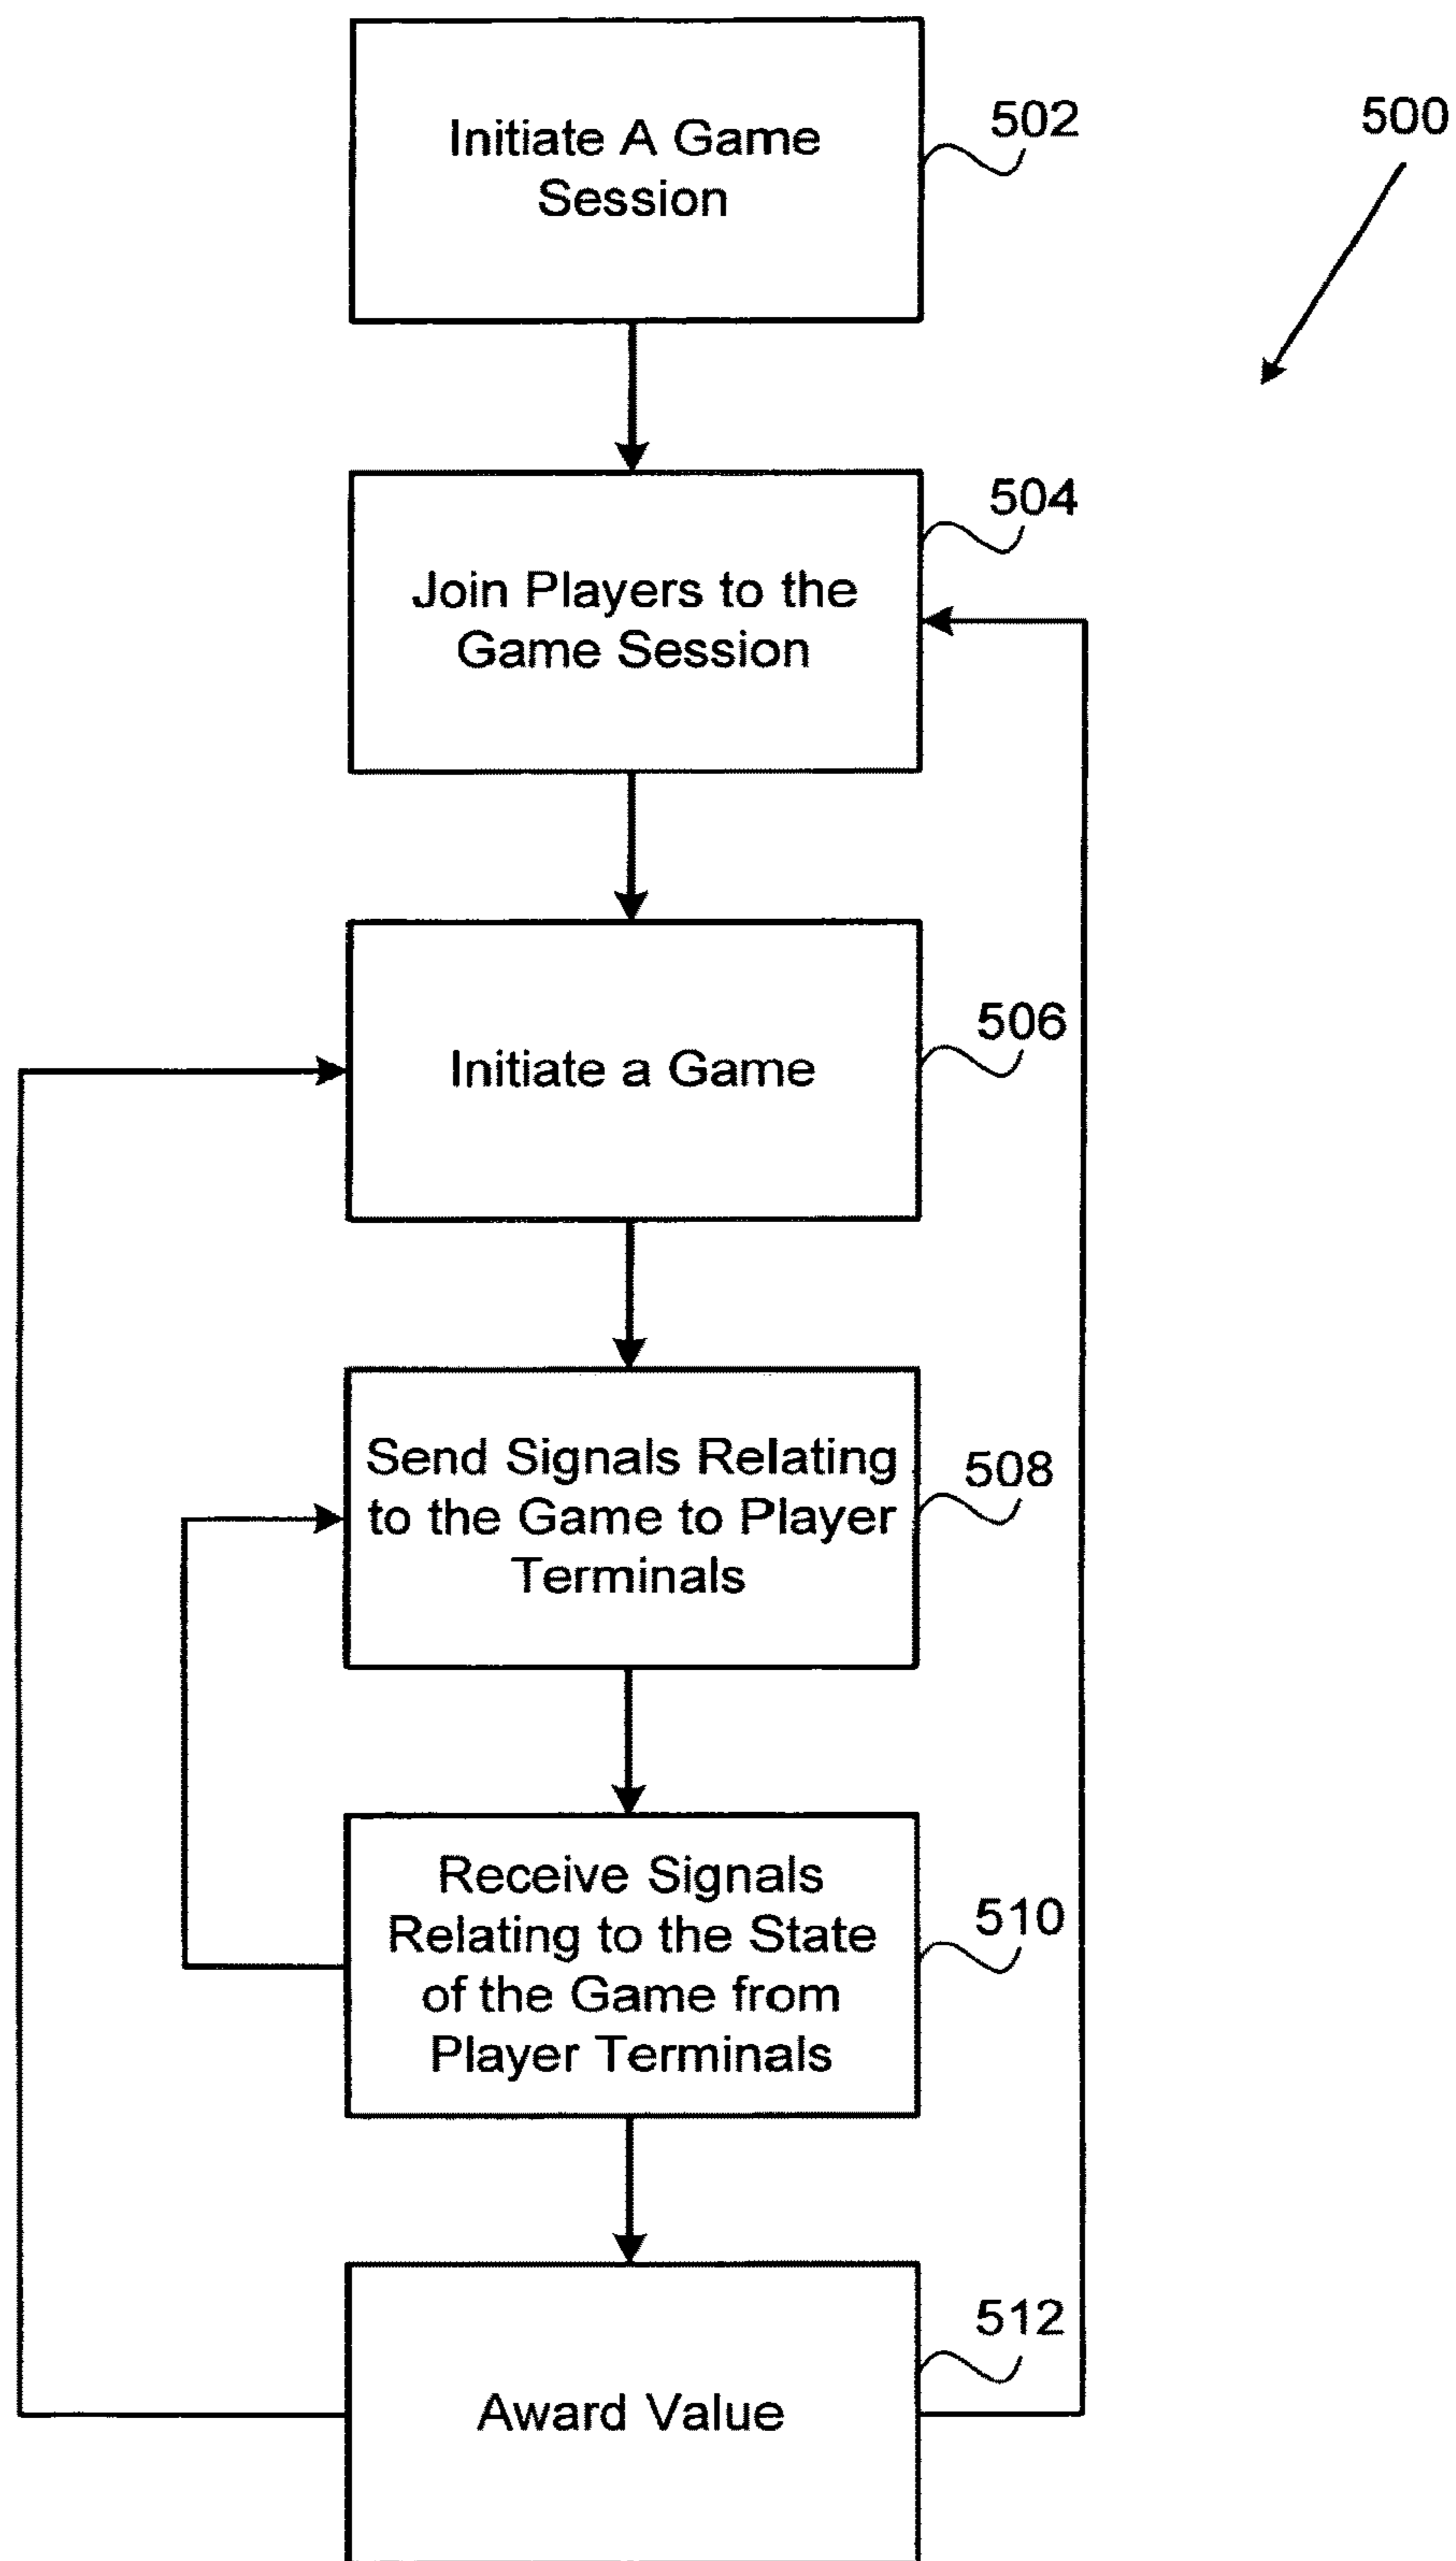 Initiate A Game
Session
502
500
Join Players to the
Game Session
504
Initiate a Game
506
Send Signals Relating
to the Game to Player
Terminals
508
Receive Signals
Relating to the State
of the Game from
Player Terminals
510
Award Value
512